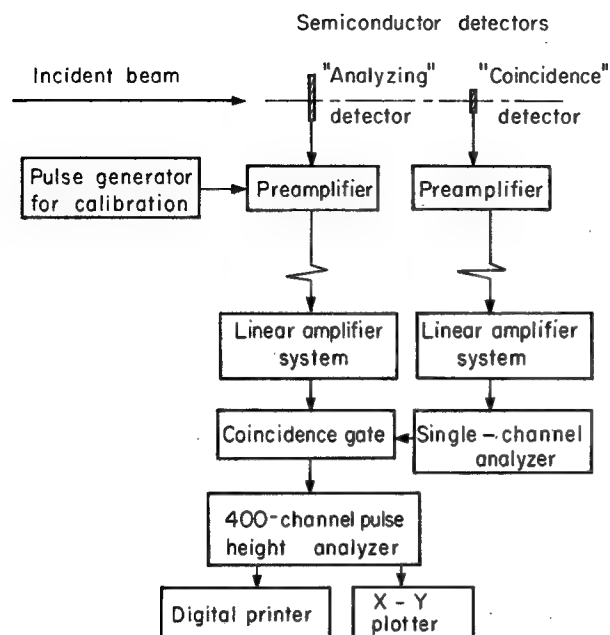 Semiconductor detectors
Incident beam
"Analyzing"
detector
"Coincidence"
detector
Pulse generator
for calibration
Preamplifier
Preamplifier
Linear amplifier
system
Linear amplifier
system
Coincidence gate
Single-channel
analyzer
400-channel pulse
height analyzer
Digital printer
X-Y
plotter